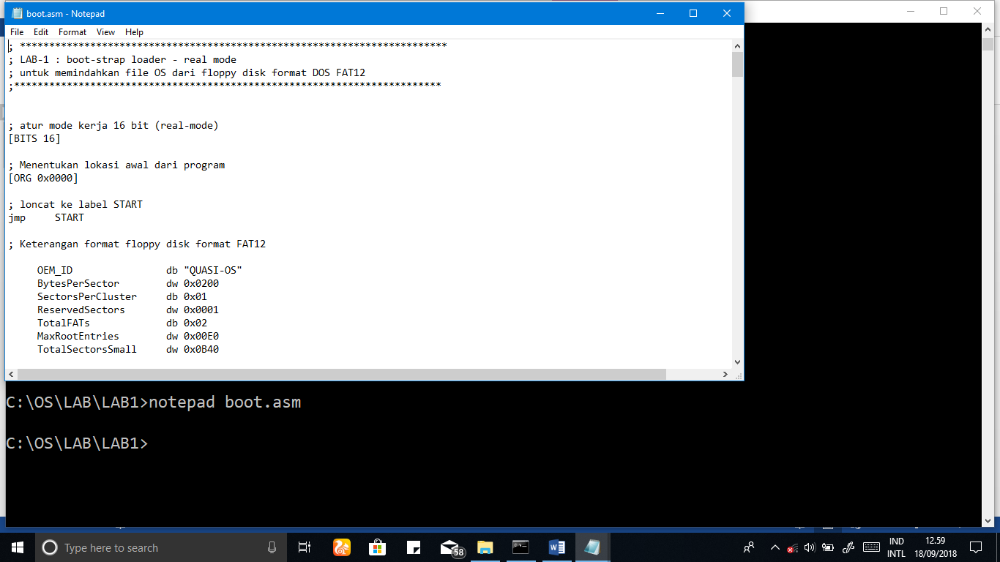 boot.asm - Notepad
File Edit Format View Help
; *************************************************************************
; LAB-1 : boot-strap loader - real mode
; untuk memindahkan file OS dari floppy disk format DOS FAT12
;*************************************************************************
; atur mode kerja 16 bit (real-mode)
[BITS 16]
; Menentukan lokasi awal dari program
[ORG 0x0000]
; loncat ke label START
jmp START
; Keterangan format floppy disk format FAT12
OEM_ID db "QUASI-OS"
BytesPerSector dw 0x0200
SectorsPerCluster db 0x01
ReservedSectors dw 0x0001
TotalFATs db 0x02
MaxRootEntries dw 0x00E0
TotalSectorsSmall dw 0x0B40
C:\OS\LAB\LAB1>notepad boot.asm
C:\OS\LAB\LAB1>
Type here to search
58
IND
INTL
12.59
18/09/2018